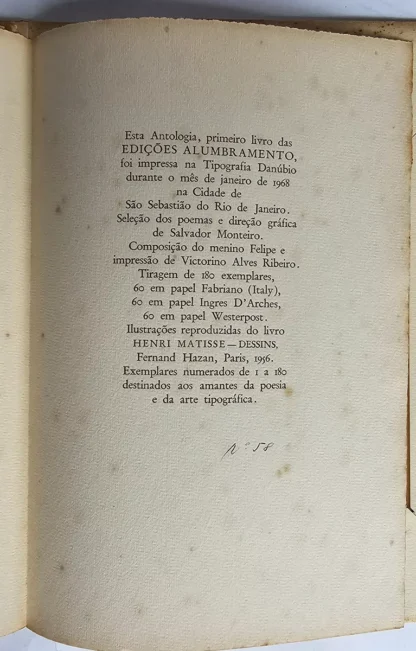 Esta Antologia, primeiro livro das
EDIÇÕES ALUMBRAMENTO,
foi impressa na Tipografia Danúbio
durante o mês de janeiro de 1968
na Cidade de
São Sebastião do Rio de Janeiro.
Seleção dos poemas e direção gráfica
de Salvador Monteiro.
Composição do menino Felipe e
impressão de Victorino Alves Ribeiro.
Tiragem de 180 exemplares,
60 em papel Fabriano (Italy),
60 em papel Ingres D'Arches,
60 em papel Westerpost.
Ilustrações reproduzidas do livro
HENRI MATISSE — DESSINS,
Fernand Hazan, Paris, 1956.
Exemplares numerados de 1 a 180
destinados aos amantes da poesia
e da arte tipográfica.
nº 58